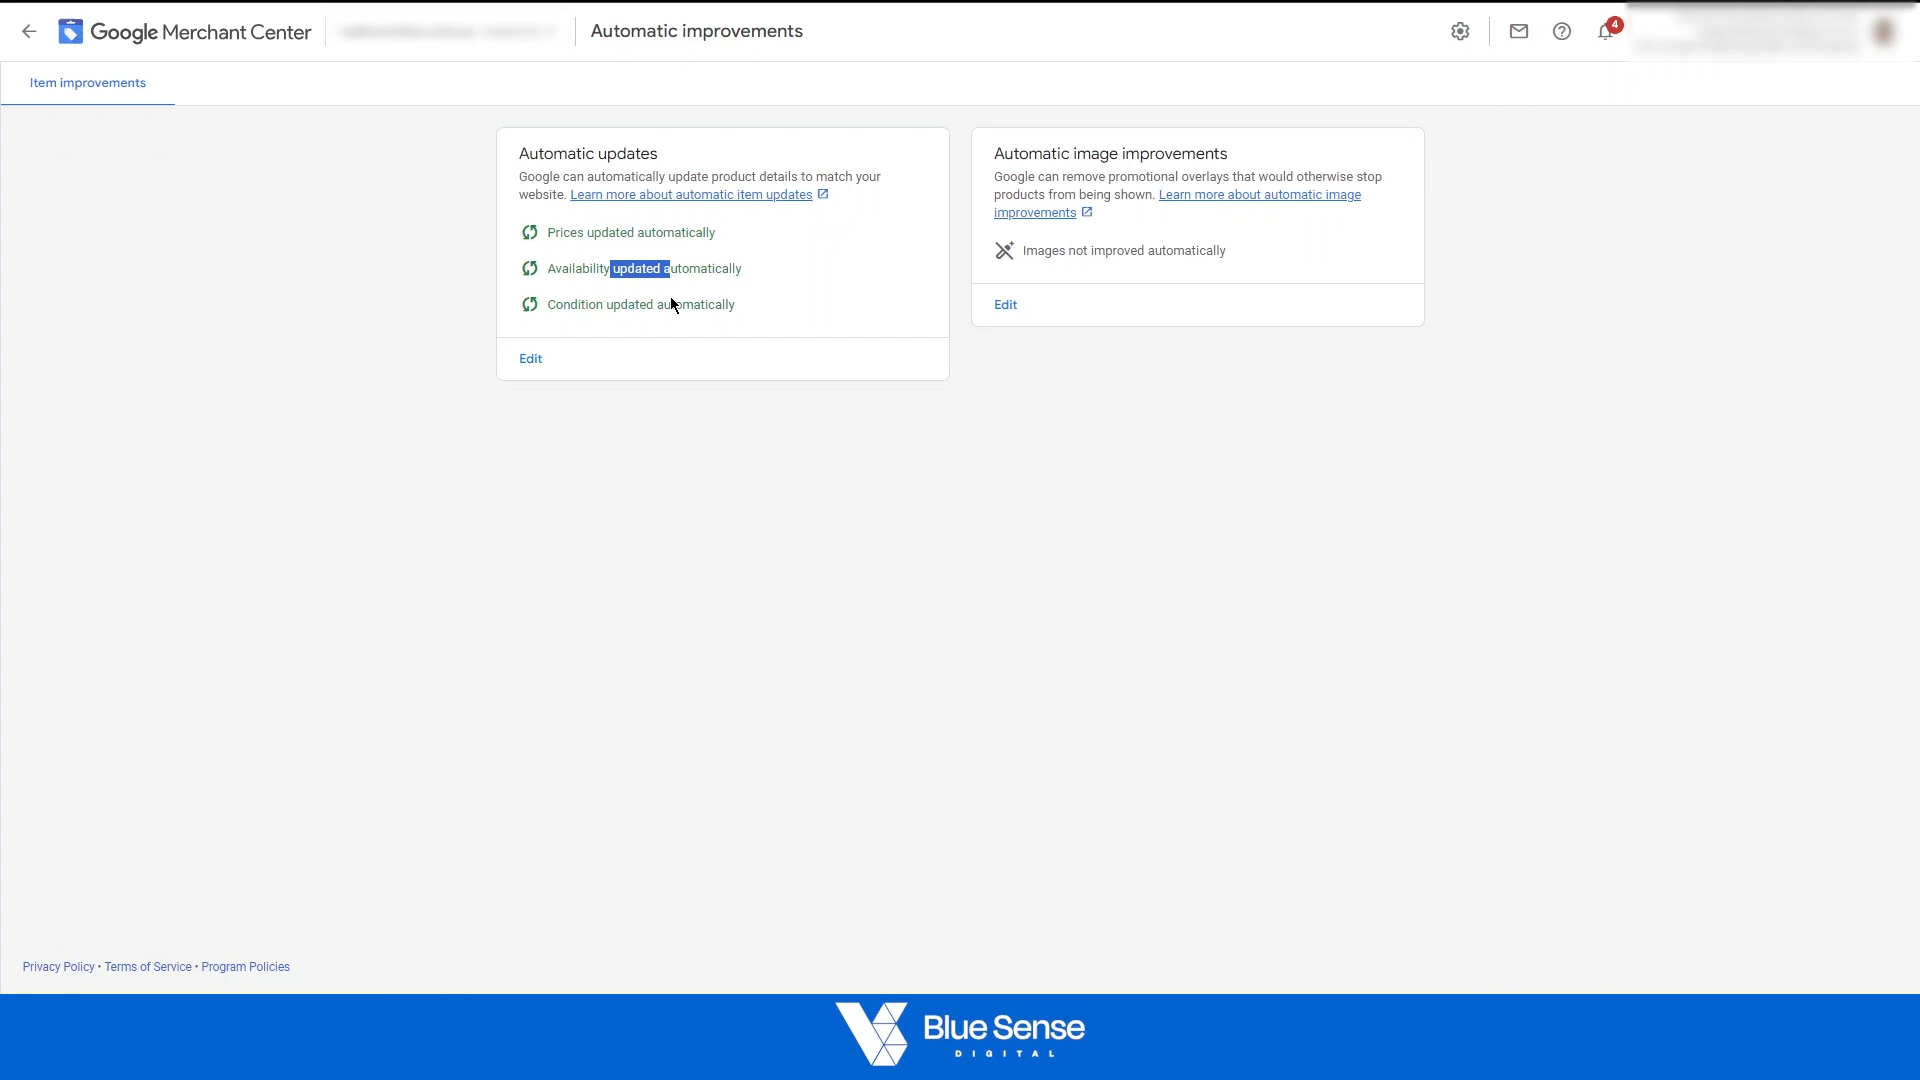 Google Merchant Center
Automatic improvements
4
Item improvements
Automatic updates
Google can automatically update product details to match your
website. Learn more about automatic item updates
Prices updated automatically
Availability updated automatically
Condition updated automatically
Edit
Automatic image improvements
Google can remove promotional overlays that would otherwise stop
products from being shown. Learn more about automatic image
improvements
Images not improved automatically
Edit
Privacy Policy • Terms of Service • Program Policies
Blue Sense
DIGITAL